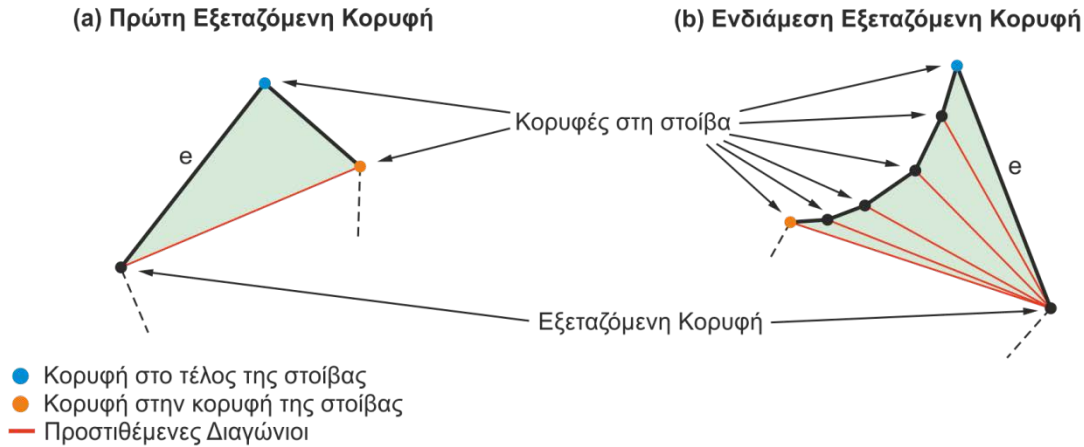 (a) Πρώτη Εξεταζόμενη Κορυφή
(b) Ενδιάμεση Εξεταζόμενη Κορυφή
Κορυφές στη στοίβα
e
e
Εξεταζόμενη Κορυφή
Κορυφή στο τέλος της στοίβας
Κορυφή στην κορυφή της στοίβας
Προστιθέμενες Διαγώνιοι